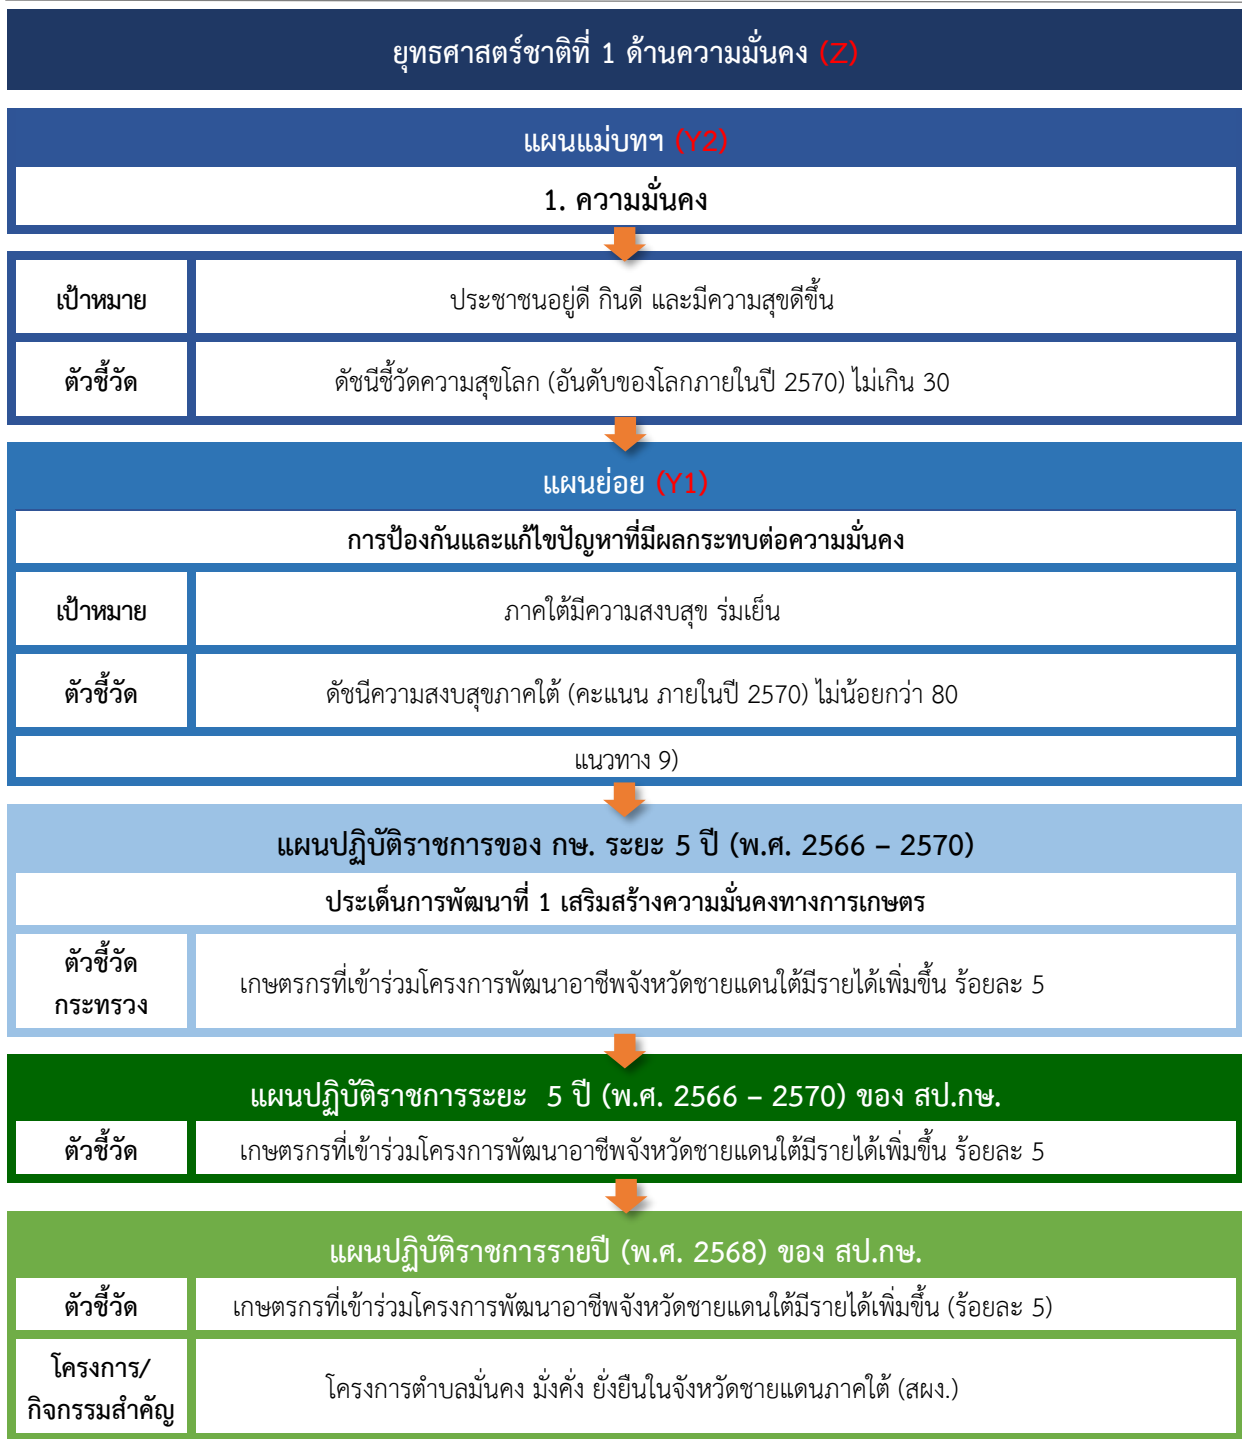 ยุทธศาสตร์ชาติที่ 1 ด้านความมั่นคง (Z)
แผนแม่บทฯ (Y2)
1. ความมั่นคง
เป้าหมาย
ประชาชนอยู่ดี กินดี และมีความสุขดีขึ้น
ตัวชี้วัด
ดัชนีชี้วัดความสุขโลก (อันดับของโลกภายในปี 2570) ไม่เกิน 30
แผนย่อย (Y1)
การป้องกันและแก้ไขปัญหาที่มีผลกระทบต่อความมั่นคง
เป้าหมาย
ภาคใต้มีความสงบสุข ร่มเย็น
ตัวชี้วัด
ดัชนีความสงบสุขภาคใต้ (คะแนน ภายในปี 2570) ไม่น้อยกว่า 80
แนวทาง 9)
แผนปฏิบัติราชการของ กษ. ระยะ 5 ปี (พ.ศ. 2566 – 2570)
ประเด็นการพัฒนาที่ 1 เสริมสร้างความมั่นคงทางการเกษตร
ตัวชี้วัด
กระทรวง
เกษตรกรที่เข้าร่วมโครงการพัฒนาอาชีพจังหวัดชายแดนใต้มีรายได้เพิ่มขึ้น ร้อยละ 5
แผนปฏิบัติราชการระยะ 5 ปี (พ.ศ. 2566 – 2570) ของ สป.กษ.
ตัวชี้วัด
เกษตรกรที่เข้าร่วมโครงการพัฒนาอาชีพจังหวัดชายแดนใต้มีรายได้เพิ่มขึ้น ร้อยละ 5
แผนปฏิบัติราชการรายปี (พ.ศ. 2568) ของ สป.กษ.
ตัวชี้วัด
เกษตรกรที่เข้าร่วมโครงการพัฒนาอาชีพจังหวัดชายแดนใต้มีรายได้เพิ่มขึ้น (ร้อยละ 5)
โครงการ/
กิจกรรมสำคัญ
โครงการตำบลมั่นคง มั่งคั่ง ยั่งยืนในจังหวัดชายแดนภาคใต้ (สผง.)